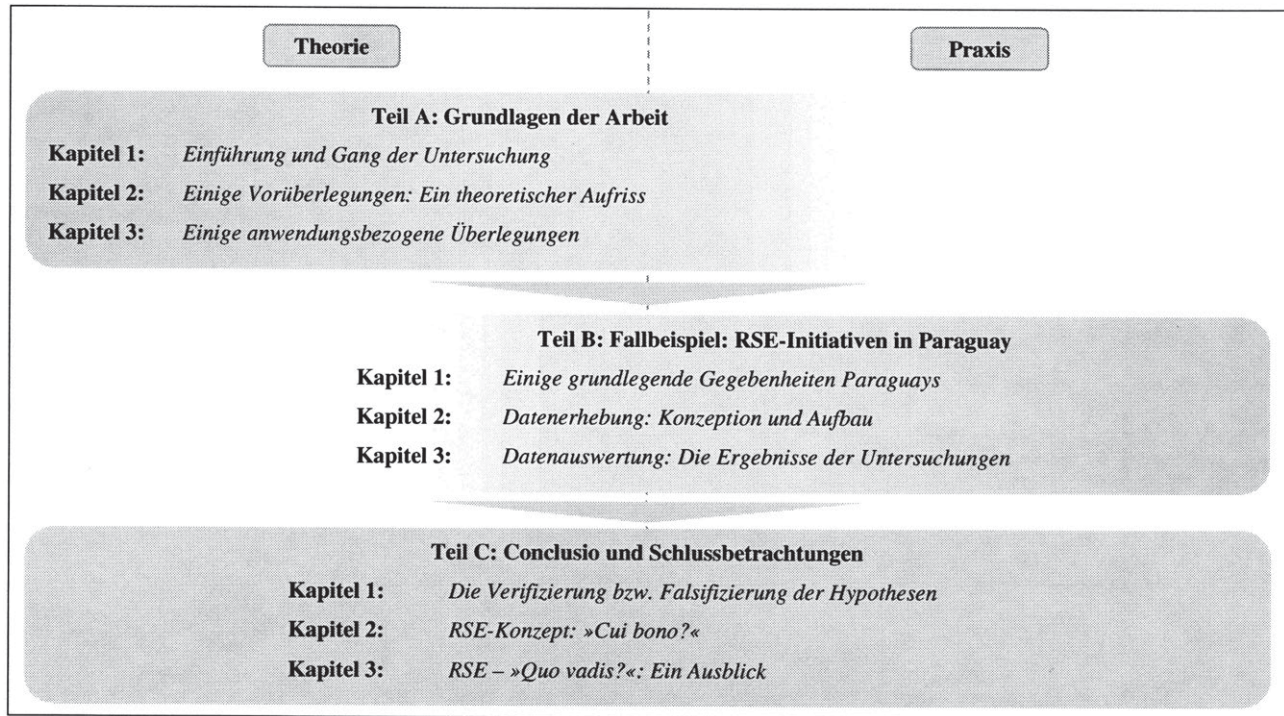 Theorie
Praxis
Teil A: Grundlagen der Arbeit
Kapitel 1: Einführung und Gang der Untersuchung
Kapitel 2: Einige Vorüberlegungen: Ein theoretischer Aufriss
Kapitel 3: Einige anwendungsbezogene Überlegungen
Teil B: Fallbeispiel: RSE-Initiativen in Paraguay
Kapitel 1: Einige grundlegende Gegebenheiten Paraguays
Kapitel 2: Datenerhebung: Konzeption und Aufbau
Kapitel 3: Datenauswertung: Die Ergebnisse der Untersuchungen
Teil C: Conclusio und Schlussbetrachtungen
Kapitel 1: Die Verifizierung bzw. Falsifizierung der Hypothesen
Kapitel 2: RSE-Konzept: »Cui bono?«
Kapitel 3: RSE – »Quo vadis?«: Ein Ausblick